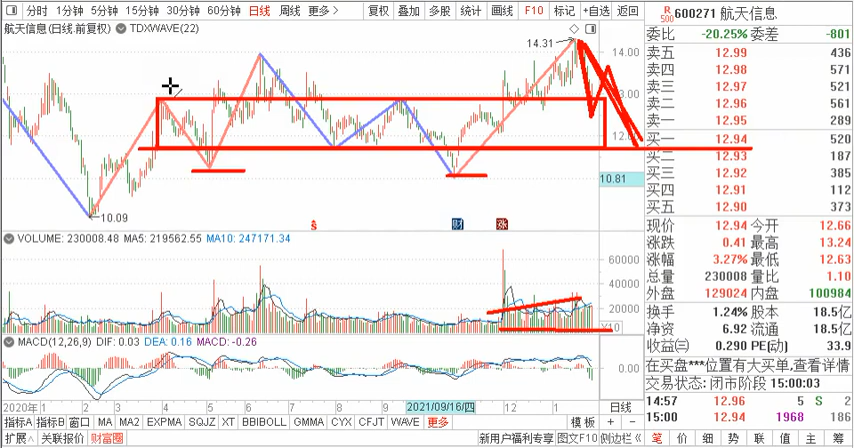 分时 1分钟 5分钟 15分钟 30分钟 60分钟 日线 周线 更多 复权 叠加 多股 统计 画线 F10 标记 +自选 返回
R 500 600271 航天信息
航天信息(日线.前复权) TDXWAVE(22)
委比 -20.25% 委差 -801
卖五 12.99 436
卖四 12.98 571
卖三 12.97 521
卖二 12.96 561
卖一 12.95 289
买一 12.94 520
买二 12.93 187
买三 12.92 385
买四 12.91 112
买五 12.90 373
现价 12.94 今开 12.66
涨跌 0.41 最高 13.24
涨幅 3.27% 最低 12.63
总量 230008 量比 1.10
外盘 129024 内盘 100984
换手 1.24% 股本 18.5亿
净资 6.92 流通 18.5亿
收益㈢ 0.290 PE(动) 33.9
在买盘***位置有大买单,查看详情
交易状态: 闭市阶段 15:00:03
14:57 12.96 5 S 2
15:00 12.94 1968 186
笔 价 细 势 联 值 主 筹
14.31
14.00
13.00
10.81
10.09
财
涨
VOLUME: 230008.48 MA5: 219562.55 MA10: 247171.34
60000
40000
20000
X10
MACD(12,26,9) DIF: 0.03 DEA: 0.16 MACD: -0.26
0.00
2020年 1 2 3 4 5 6 7 8 2021/09/16/四 12 1 日线
指标A 指标B 窗口 MA MA2 EXPMA SQJZ XT BBIBOLL GMMA CYX CFJT WAVE 更多 模板 + -
扩展 关联报价 财富圈 新用户福利专享 图文F10 侧边栏